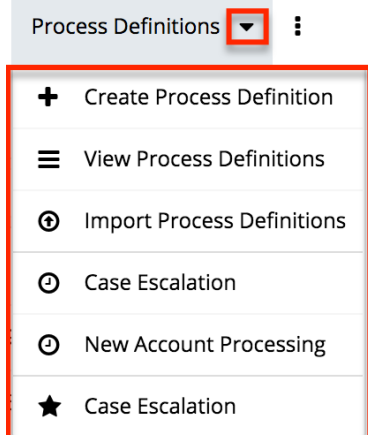 Process Definitions
Create Process Definition
View Process Definitions
Import Process Definitions
Case Escalation
New Account Processing
Case Escalation